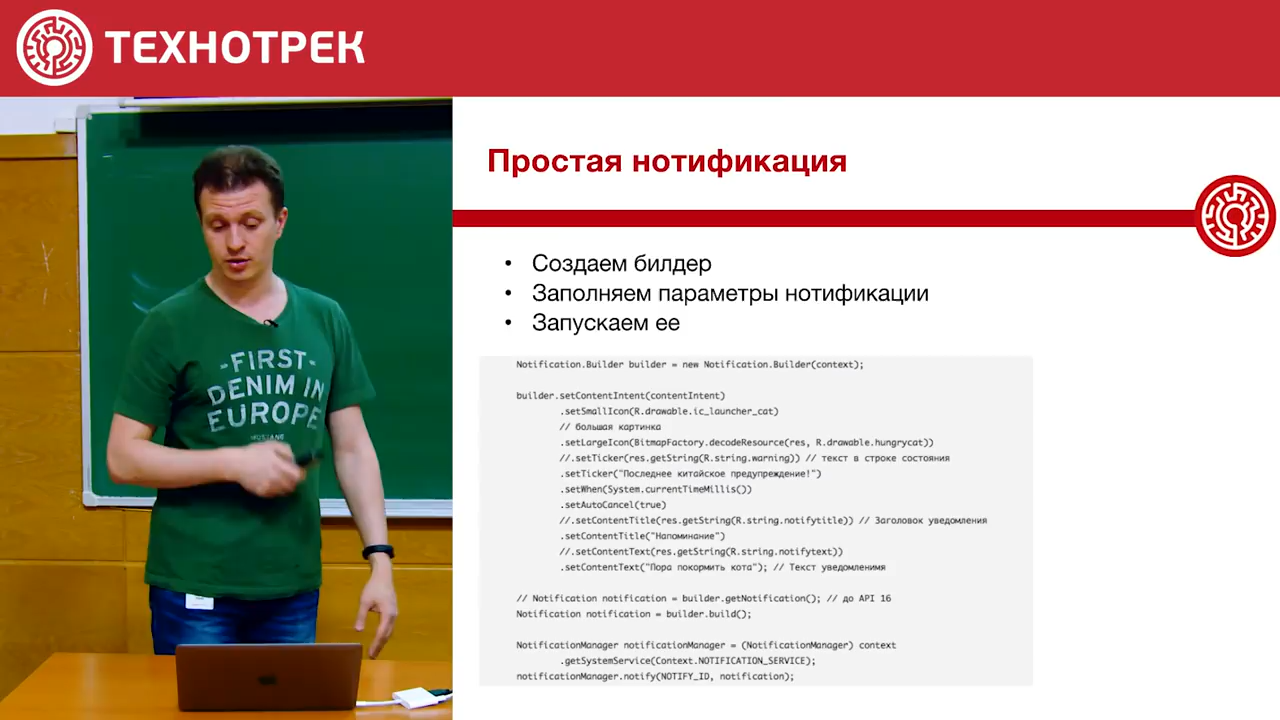 ТЕХНОТРЕК
-FIRST-
DENIM IN
EUROPE
MUSTANG
Простая нотификация
• Создаем билдер
• Заполняем параметры нотификации
• Запускаем ее
Notification.Builder builder = new Notification.Builder(context);
builder.setContentIntent(contentIntent)
.setSmallIcon(R.drawable.ic_launcher_cat)
// большая картинка
.setLargeIcon(BitmapFactory.decodeResource(res, R.drawable.hungrycat))
//.setTicker(res.getString(R.string.warning)) // текст в строке состояния
.setTicker("Последнее китайское предупреждение!")
.setWhen(System.currentTimeMillis())
.setAutoCancel(true)
//.setContentTitle(res.getString(R.string.notifytitle)) // Заголовок уведомления
.setContentTitle("Напоминание")
//.setContentText(res.getString(R.string.notifytext))
.setContentText("Пора покормить кота"); // Текст уведомленимя
// Notification notification = builder.getNotification(); // до API 16
Notification notification = builder.build();
NotificationManager notificationManager = (NotificationManager) context
.getSystemService(Context.NOTIFICATION_SERVICE);
notificationManager.notify(NOTIFY_ID, notification);